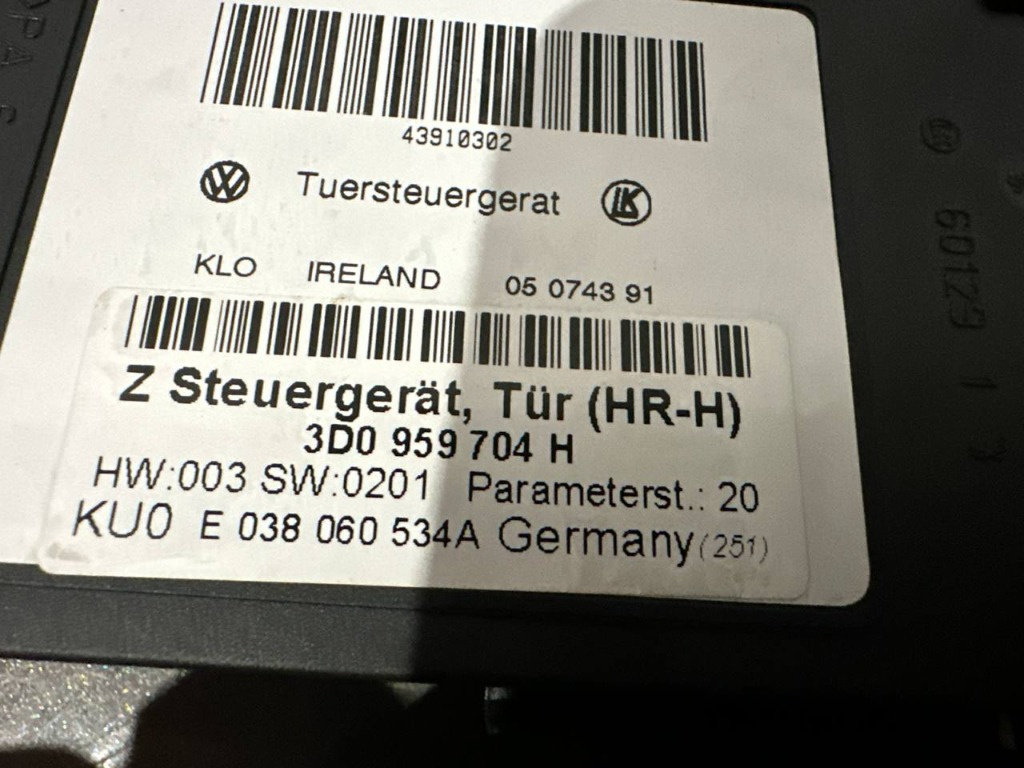 43910302
Tuersteuergerat
KLO IRELAND 05 0743 91
Z Steuergerät, Tür (HR-H)
3D0 959 704 H
HW:003 SW:0201 Parameterst.: 20
KU0 E 038 060 534A Germany (251)
60129 1